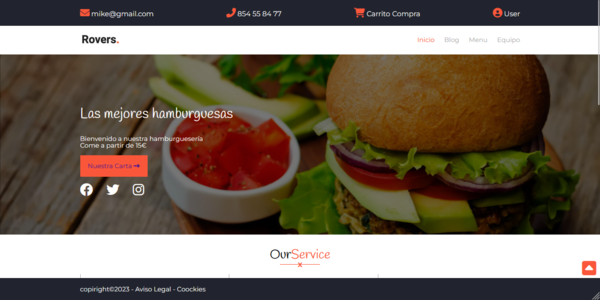 mike@gmail.com
854 55 84 77
Carrito Compra
User
Rovers.
Inicio
Blog
Menu
Equipo
Las mejores hamburguesas
Bienvenido a nuestra hamburgueseria
Come a partir de 15€
Nuestra Carta
OurService
copiright©2023 - Aviso Legal - Coockies